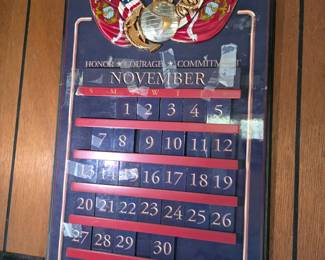 HONOR ★ COURAGE ★ COMMITMENT
NOVEMBER
S M W T F S
1 2 3 4 5
7 8 9 10 11 12
13 14 15 16 17 18 19
20 21 22 23 24 25 26
27 28 29 30